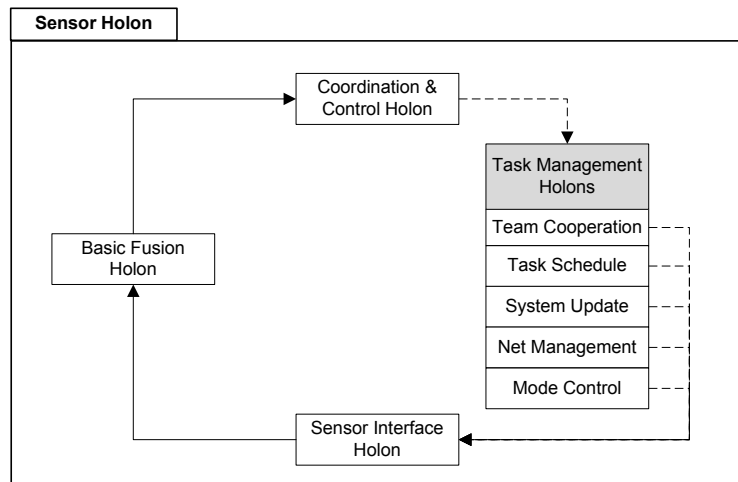 Sensor Holon
Coordination &
Control Holon
Task Management
Holons
Team Cooperation
Task Schedule
System Update
Net Management
Mode Control
Basic Fusion
Holon
Sensor Interface
Holon